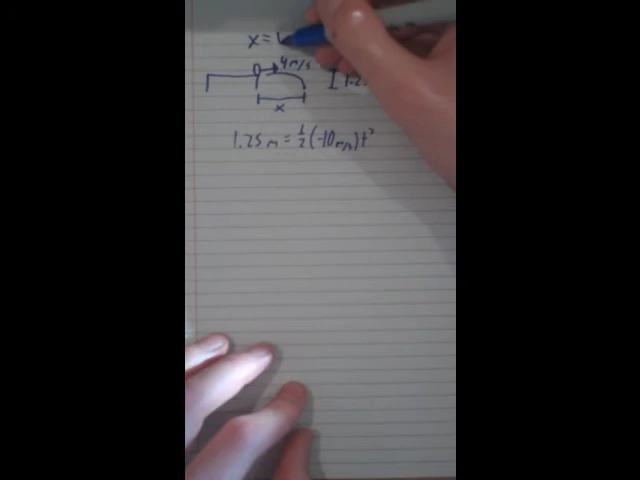 x =
4 m/s
x
1.25 m = 1/2 (-10 m/s) t²